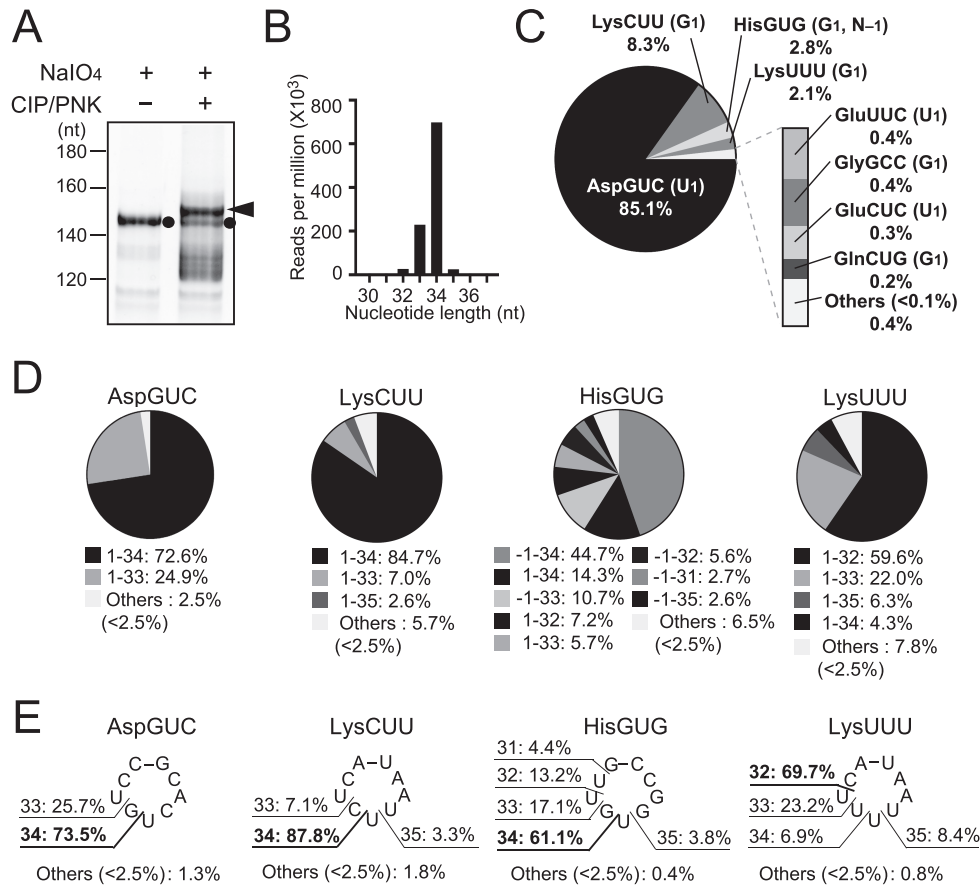 A
NaIO4 + +
CIP/PNK − +
(nt)
180
160
140
120
B
Reads per million (X10³)
800
600
400
200
0
30 32 34 36
Nucleotide length (nt)
C
LysCUU (G1)
8.3%
HisGUG (G1, N−1)
2.8%
LysUUU (G1)
2.1%
AspGUC (U1)
85.1%
GluUUC (U1)
0.4%
GlyGCC (G1)
0.4%
GluCUC (U1)
0.3%
GlnCUG (G1)
0.2%
Others (<0.1%)
0.4%
D
AspGUC
1-34: 72.6%
1-33: 24.9%
Others : 2.5%
(<2.5%)
LysCUU
1-34: 84.7%
1-33: 7.0%
1-35: 2.6%
Others : 5.7%
(<2.5%)
HisGUG
-1-34: 44.7%
1-34: 14.3%
-1-33: 10.7%
1-32: 7.2%
1-33: 5.7%
-1-32: 5.6%
-1-31: 2.7%
-1-35: 2.6%
Others : 6.5%
(<2.5%)
LysUUU
1-32: 59.6%
1-33: 22.0%
1-35: 6.3%
1-34: 4.3%
Others : 7.8%
(<2.5%)
E
AspGUC
C C U G U C A C G
33: 25.7%
34: 73.5%
Others (<2.5%): 1.3%
LysCUU
A C U C U U A A U
33: 7.1%
34: 87.8%
35: 3.3%
Others (<2.5%): 1.8%
HisGUG
G U U G U G G C C
31: 4.4%
32: 13.2%
33: 17.1%
34: 61.1%
35: 3.8%
Others (<2.5%): 0.4%
LysUUU
A C U U U U A A U
32: 69.7%
33: 23.2%
34: 6.9%
35: 8.4%
Others (<2.5%): 0.8%